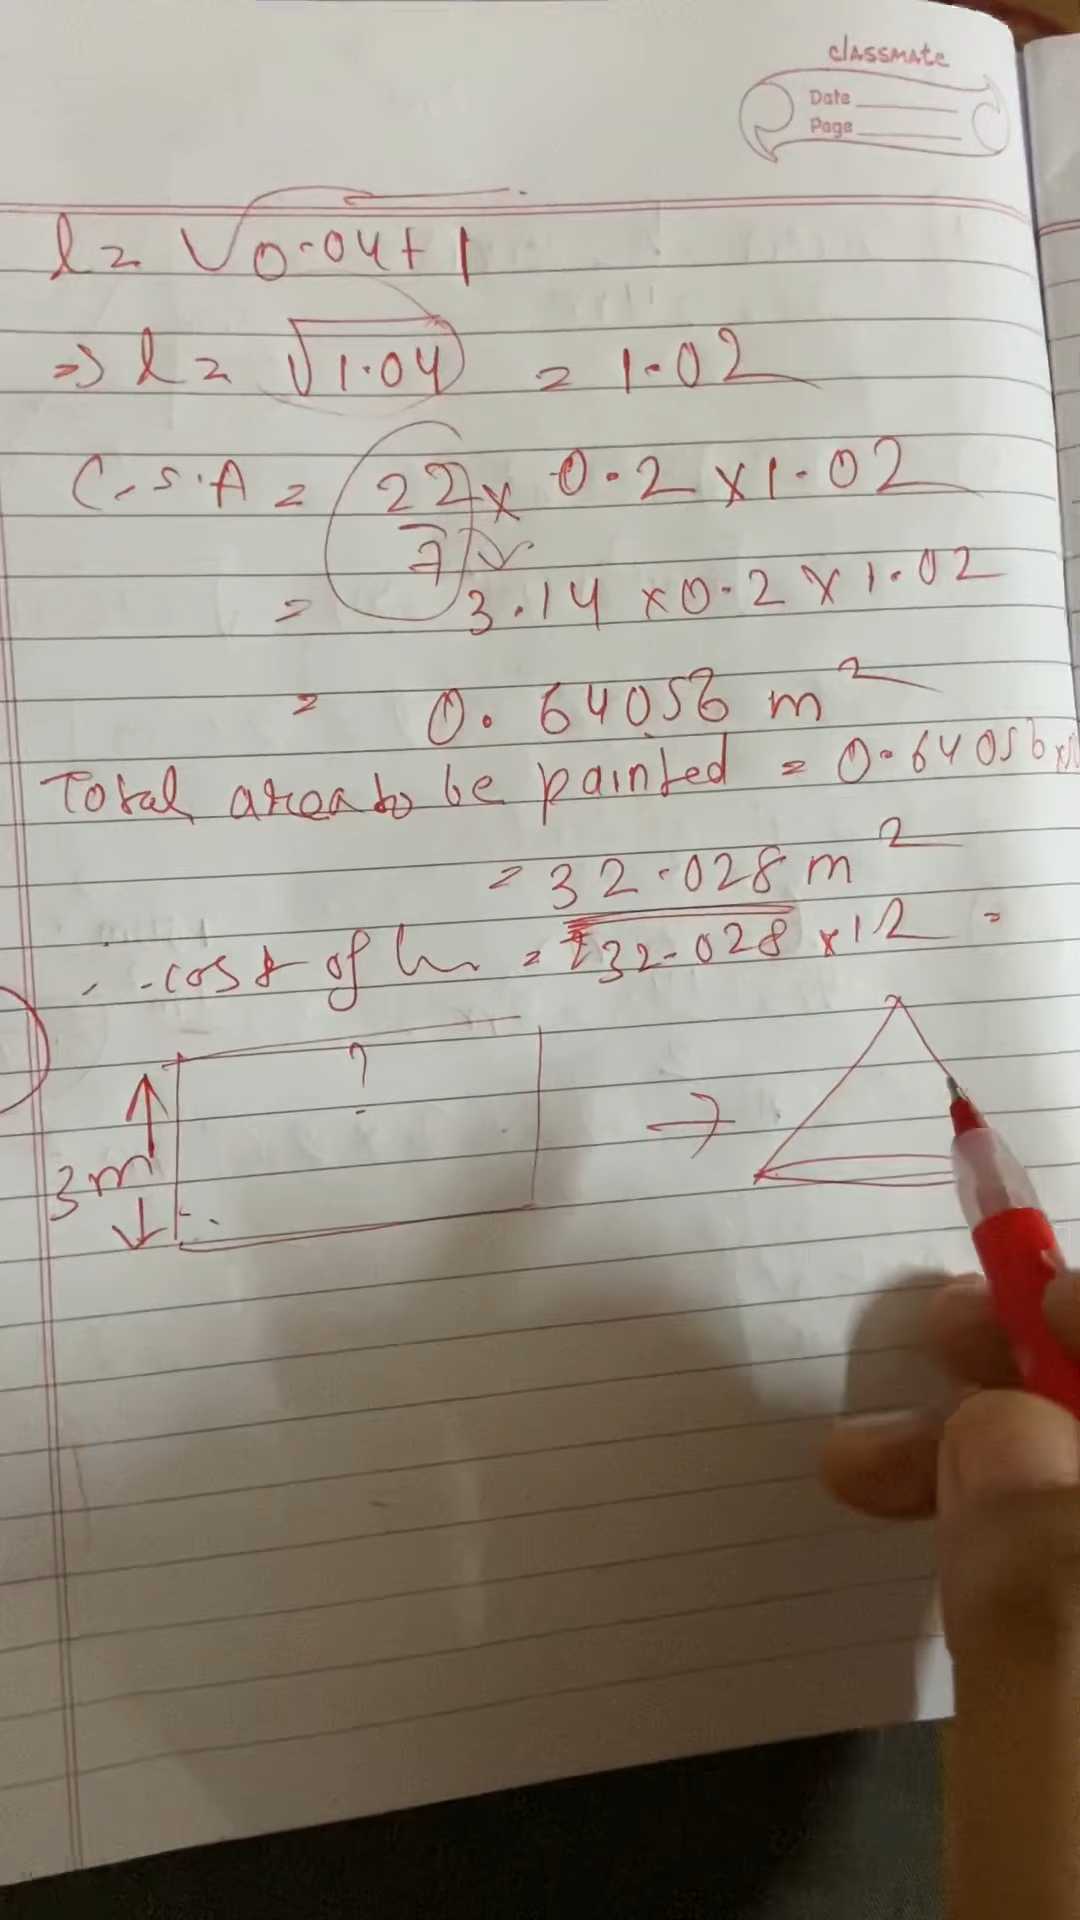 classmate
Date
Page
l = √0.04+1
⇒ l = √1.04 = 1.02
C.S.A = 22/7 × 0.2 × 1.02
= 3.14 × 0.2 × 1.02
= 0.64056 m²
Total area to be painted = 0.64056 ×
= 32.028 m²
∴ cost of = ₹32.028 × 12 =
?
3m →